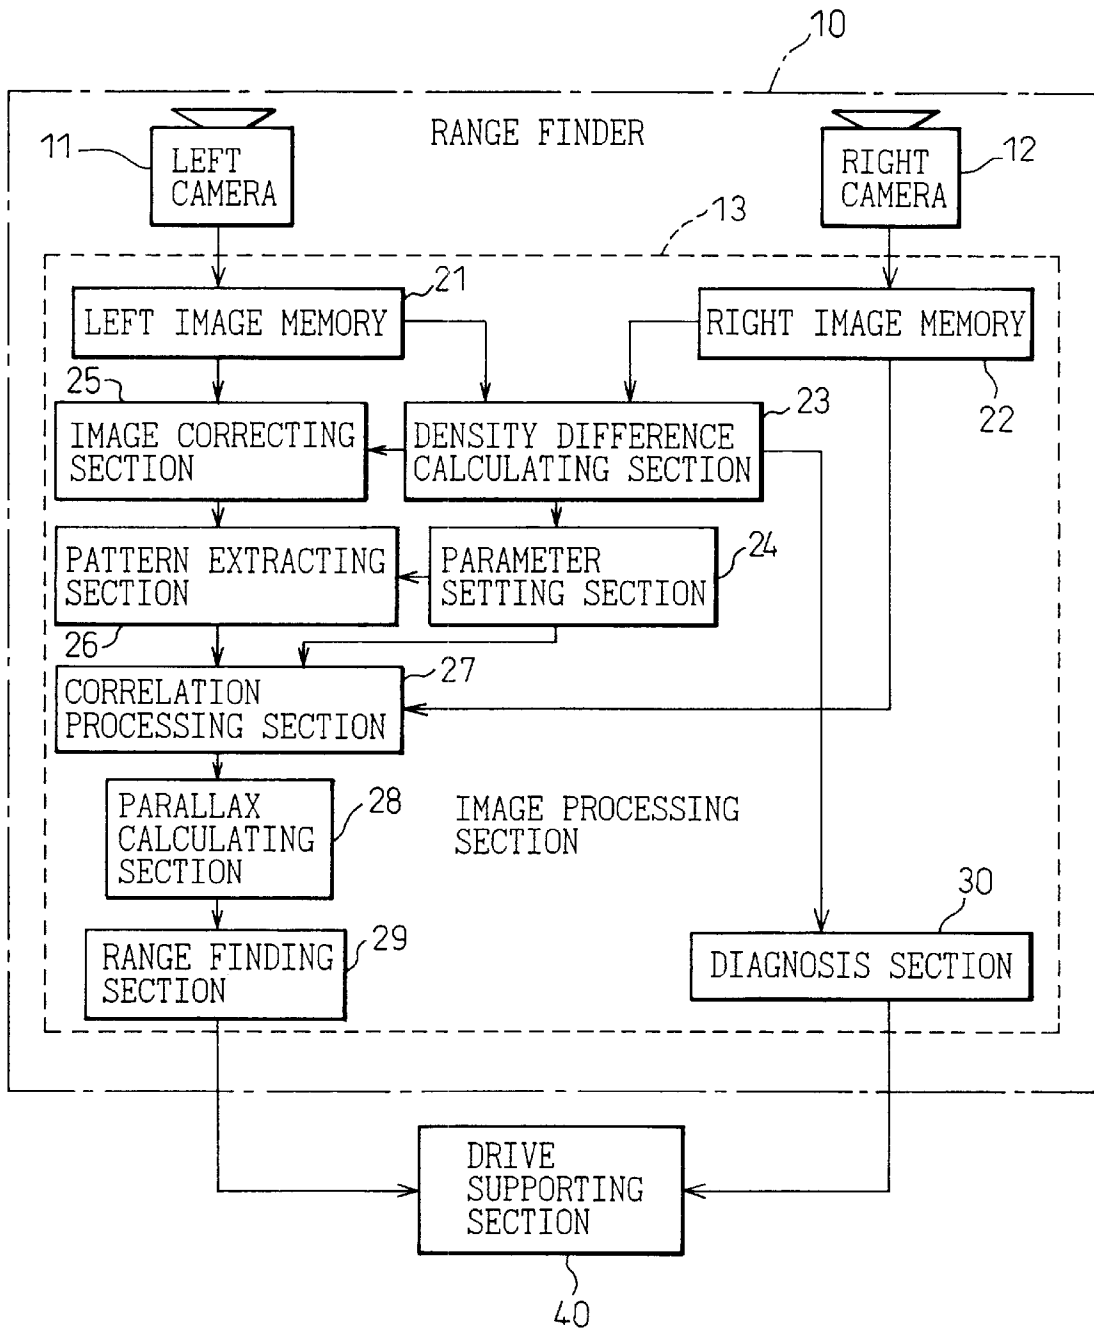 10
RANGE FINDER
11
LEFT
CAMERA
RIGHT
CAMERA
12
13
21
LEFT IMAGE MEMORY
RIGHT IMAGE MEMORY
22
25
IMAGE CORRECTING
SECTION
23
DENSITY DIFFERENCE
CALCULATING SECTION
PATTERN EXTRACTING
SECTION
26
PARAMETER
SETTING SECTION
24
27
CORRELATION
PROCESSING SECTION
PARALLAX
CALCULATING
SECTION
28
IMAGE PROCESSING
SECTION
RANGE FINDING
SECTION
29
30
DIAGNOSIS SECTION
DRIVE
SUPPORTING
SECTION
40